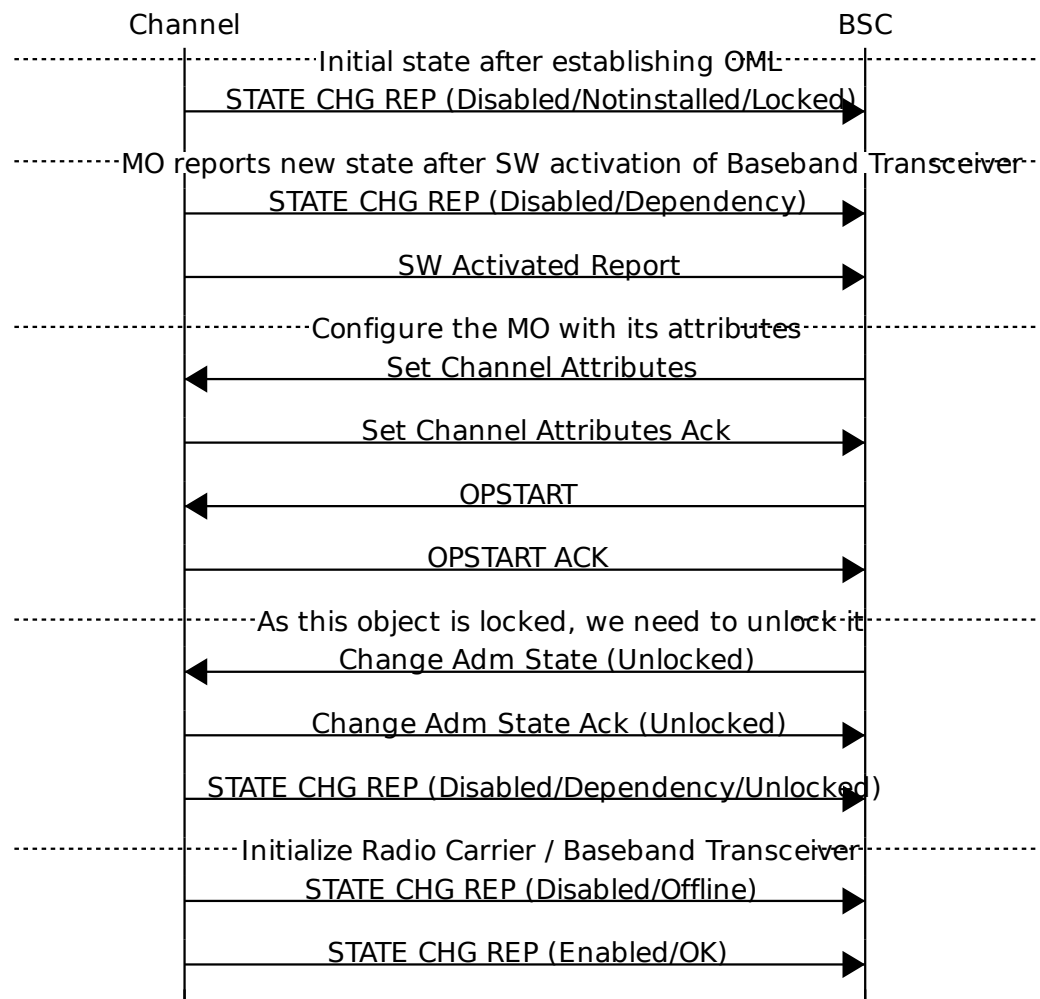 Channel BSC
Initial state after establishing OML
STATE CHG REP (Disabled/Notinstalled/Locked)
MO reports new state after SW activation of Baseband Transceiver
STATE CHG REP (Disabled/Dependency)
SW Activated Report
Configure the MO with its attributes
Set Channel Attributes
Set Channel Attributes Ack
OPSTART
OPSTART ACK
As this object is locked, we need to unlock it
Change Adm State (Unlocked)
Change Adm State Ack (Unlocked)
STATE CHG REP (Disabled/Dependency/Unlocked)
Initialize Radio Carrier / Baseband Transceiver
STATE CHG REP (Disabled/Offline)
STATE CHG REP (Enabled/OK)